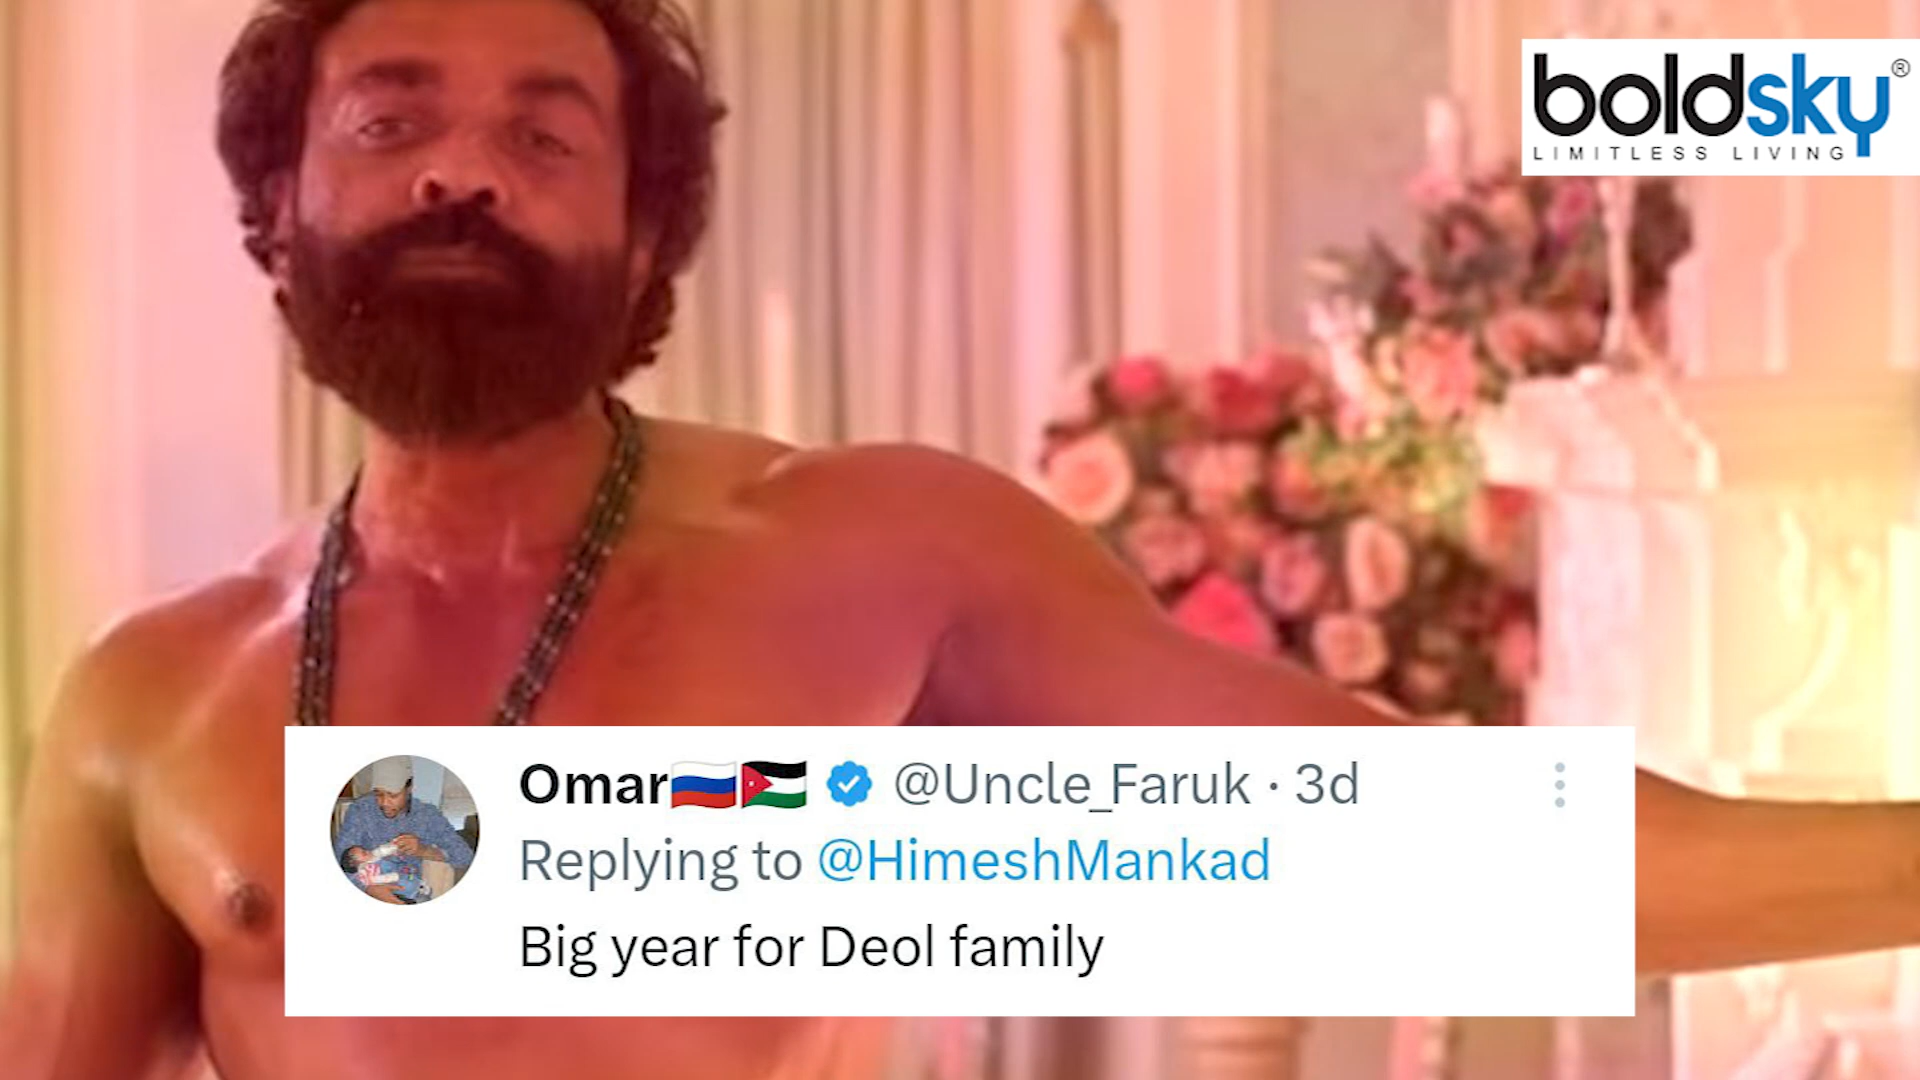 boldsky®
LIMITLESS LIVING
Omar🇷🇺🇯🇴 @Uncle_Faruk · 3d
Replying to @HimeshMankad
Big year for Deol family